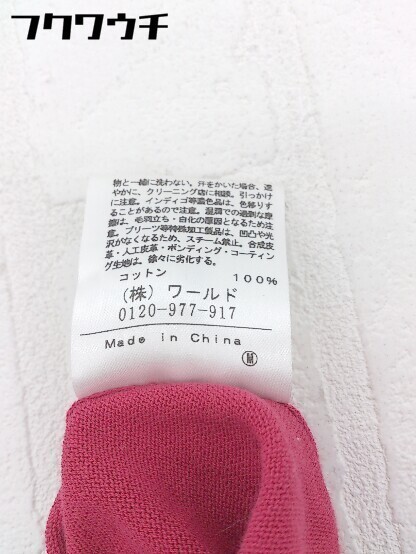 フクワウチ
物と一緒に洗わない。汗をかいた場合、速
やかに、クリーニング店に相談。引っかけ
に注意。インディゴ等濃色品は、色移りす
ることがあるので注意。湿潤での過剰な摩
擦は、毛羽立ち・白化の原因となるため注
意。プリーツ等特殊加工製品は、凹凸や光
沢がなくなるため、スチーム禁止。合成皮
革・人工皮革・ボンディング・コーティン
グ生地は、徐々に劣化する。
コットン 100%
(株) ワールド
0120-977-917
Made in China
M